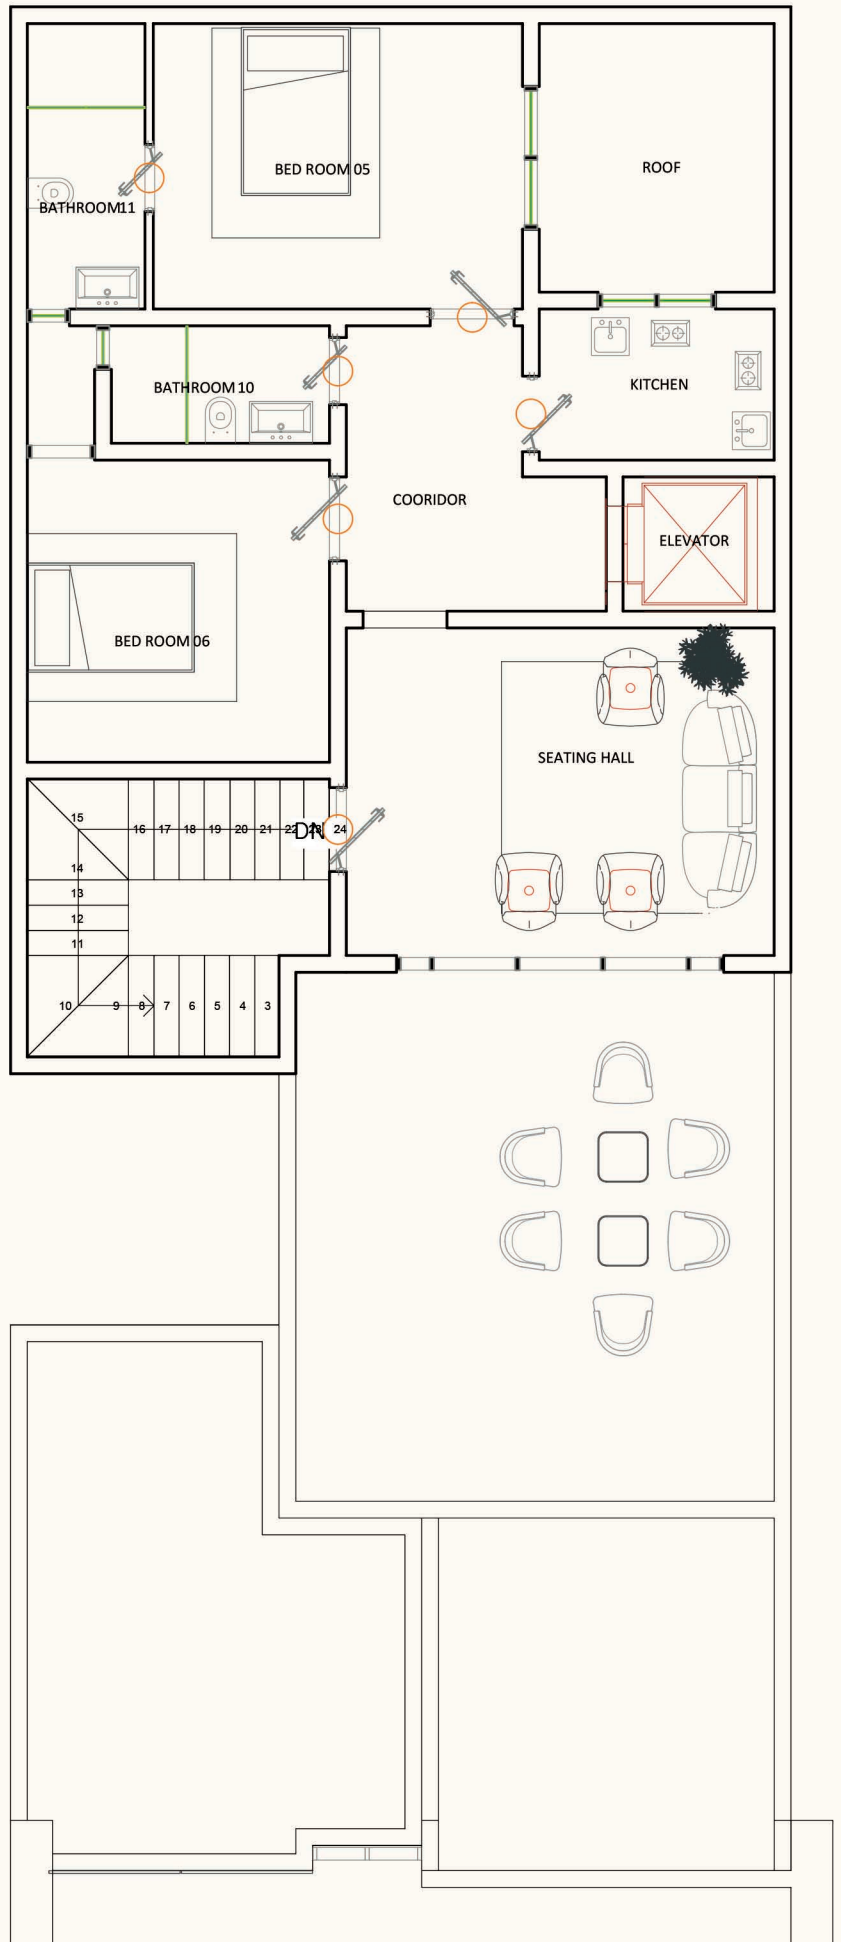 BED ROOM 05
ROOF
BATHROOM11
BATHROOM 10
KITCHEN
COORIDOR
ELEVATOR
BED ROOM 06
SEATING HALL
15
16 17 18 19 20 21 22 23 24
DN
14
13
12
11
10 9 8 7 6 5 4 3